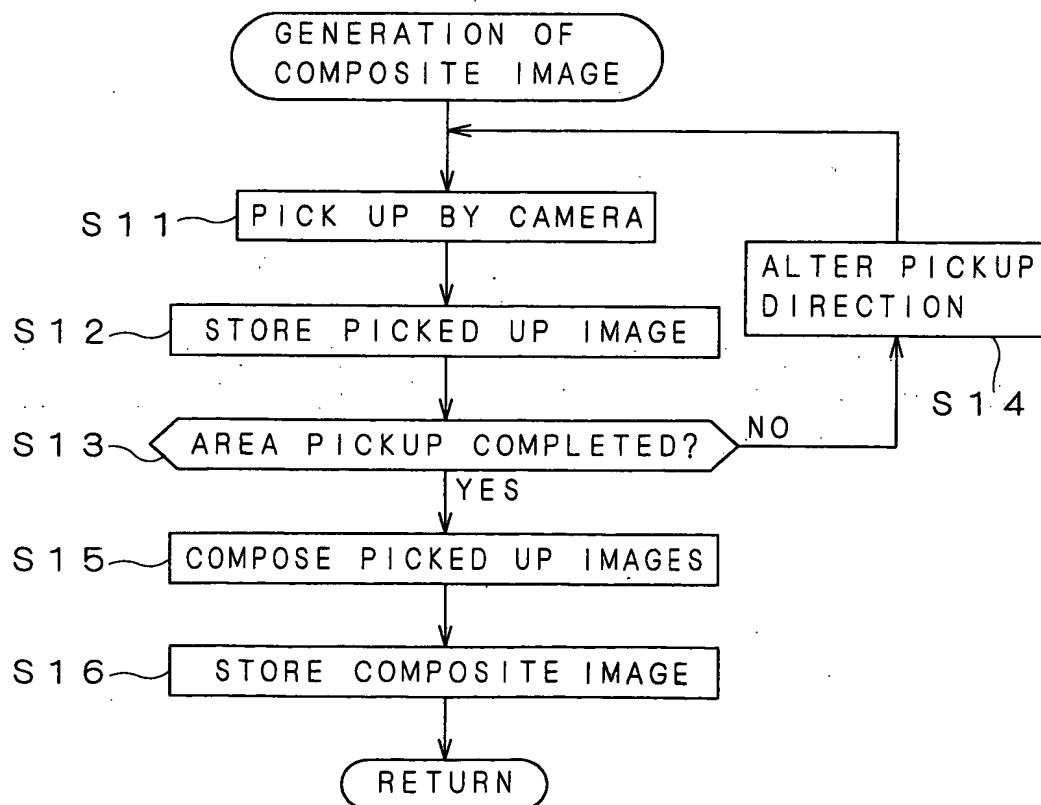 GENERATION OF
COMPOSITE IMAGE
S11
PICK UP BY CAMERA
ALTER PICKUP
DIRECTION
S12
STORE PICKED UP IMAGE
S14
S13
AREA PICKUP COMPLETED?
NO
YES
S15
COMPOSE PICKED UP IMAGES
S16
STORE COMPOSITE IMAGE
RETURN